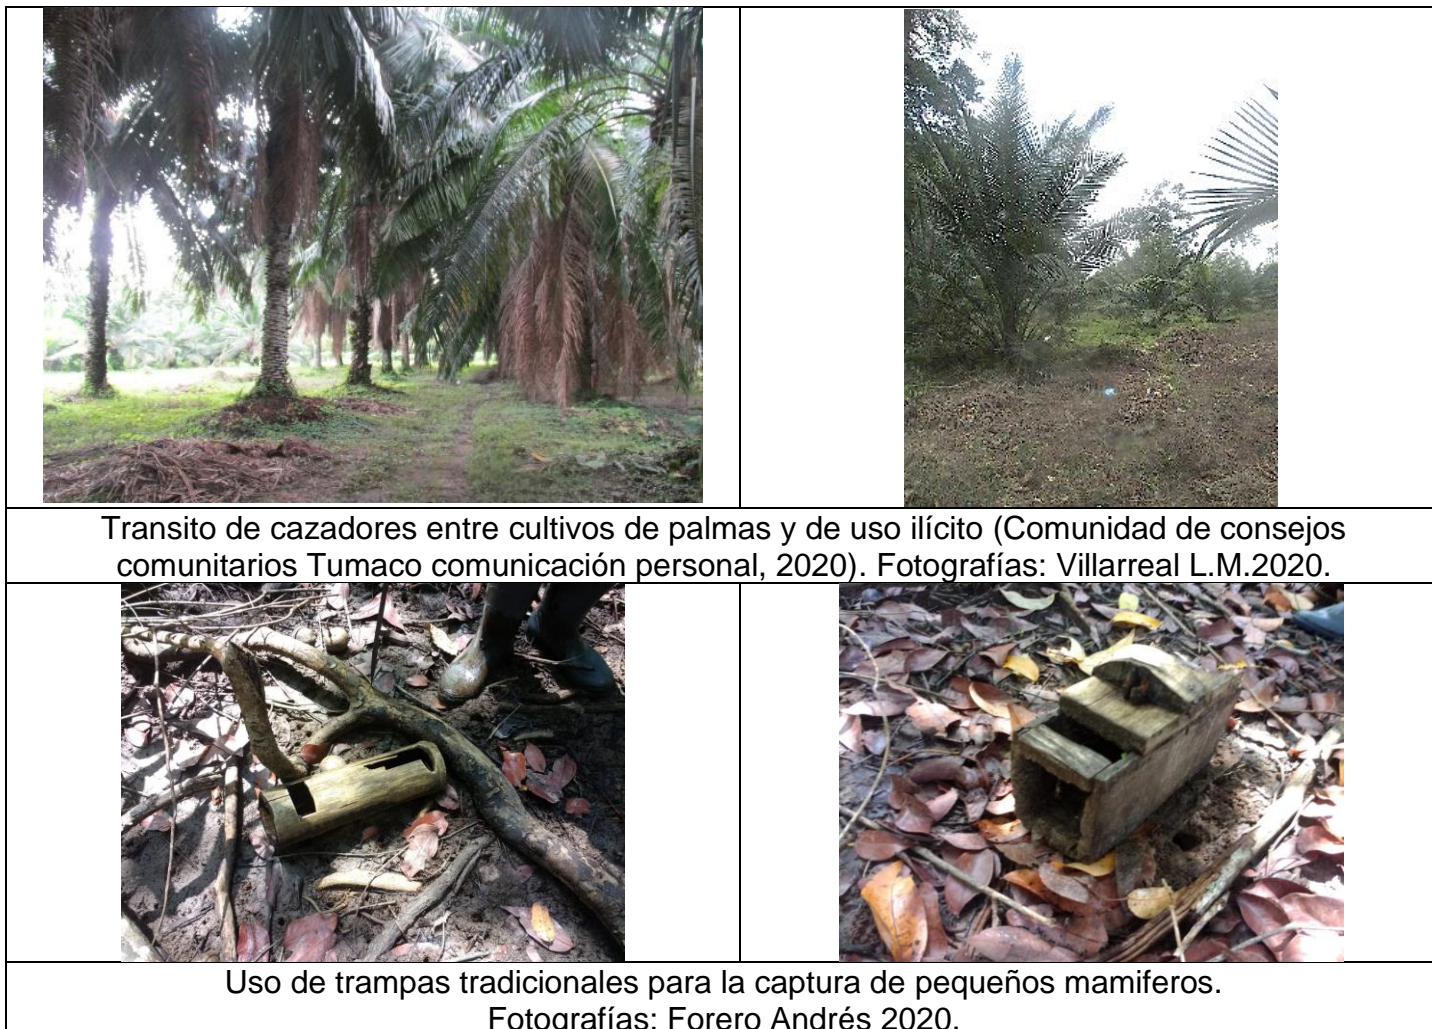 Transito de cazadores entre cultivos de palmas y de uso ilícito (Comunidad de consejos
comunitarios Tumaco comunicación personal, 2020). Fotografías: Villarreal L.M.2020.
Uso de trampas tradicionales para la captura de pequeños mamiferos.
Fotografías: Forero Andrés 2020.